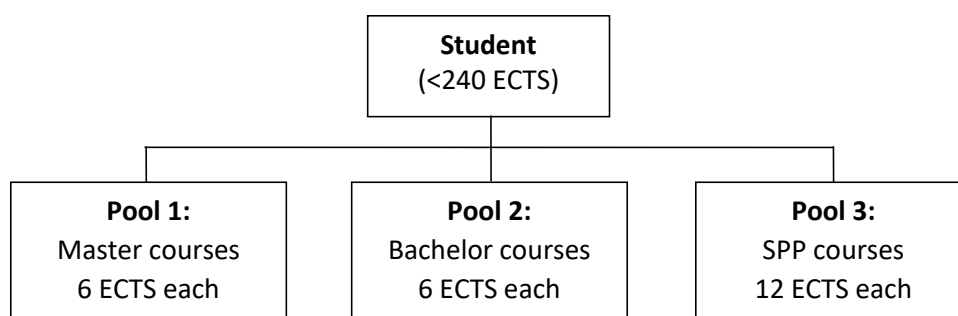 Student
(<240 ECTS)
Pool 1:
Master courses
6 ECTS each
Pool 2:
Bachelor courses
6 ECTS each
Pool 3:
SPP courses
12 ECTS each